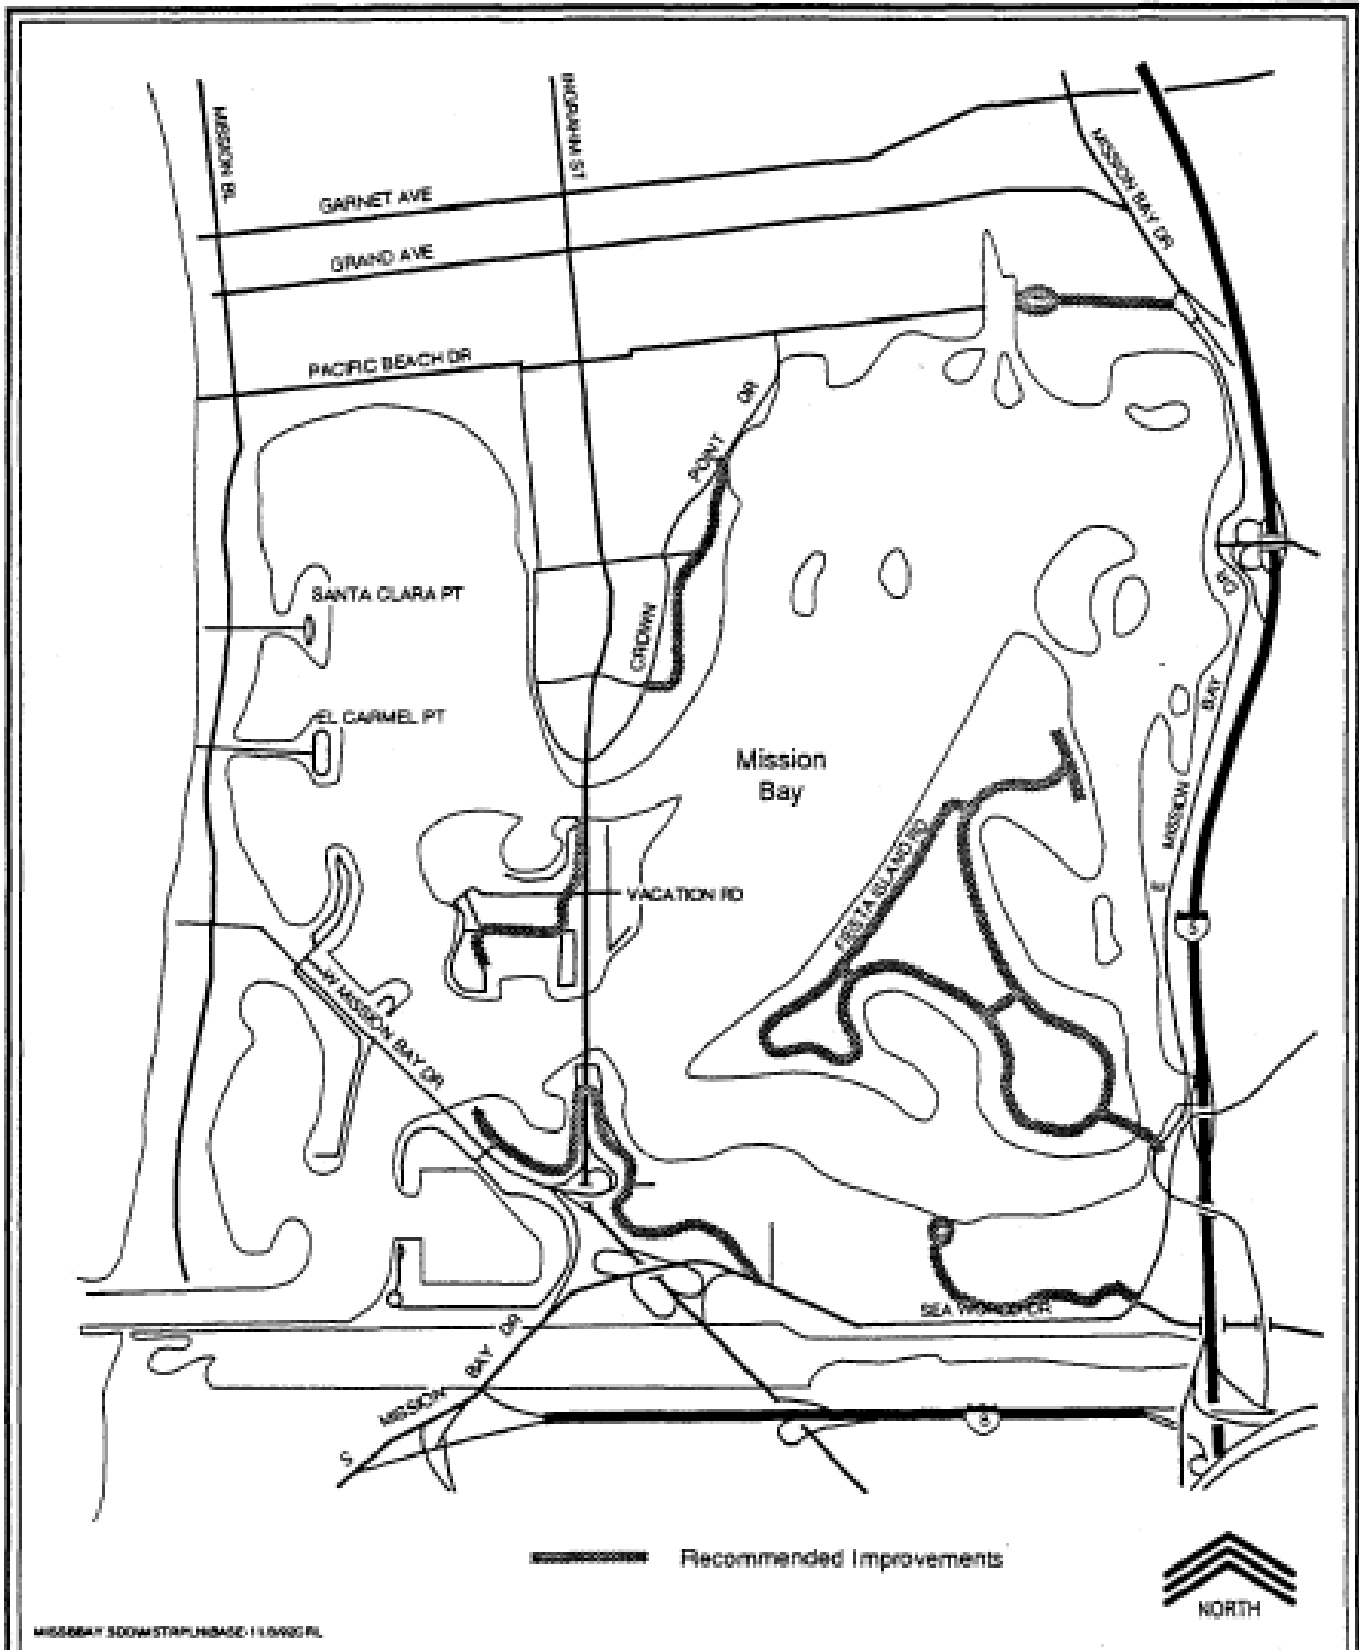 MISSION BL
INGRAHAM ST
MISSION BAY DR
GARNET AVE
GRAND AVE
PACIFIC BEACH DR
CROWN POINT DR
SANTA CLARA PT
EL CARMEL PT
Mission
Bay
MISSION BAY DR
VACATION RD
FIESTA ISLAND RD
5
W MISSION BAY DR
SEA WORLD DR
S MISSION BAY DR
8
Recommended Improvements
NORTH